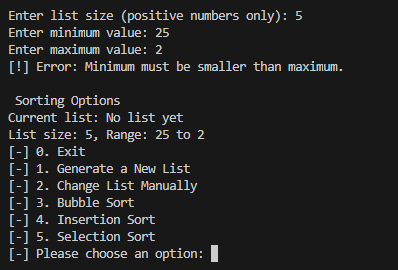 Enter list size (positive numbers only): 5
Enter minimum value: 25
Enter maximum value: 2
[!] Error: Minimum must be smaller than maximum.
Sorting Options
Current list: No list yet
List size: 5, Range: 25 to 2
[-] 0. Exit
[-] 1. Generate a New List
[-] 2. Change List Manually
[-] 3. Bubble Sort
[-] 4. Insertion Sort
[-] 5. Selection Sort
[-] Please choose an option: